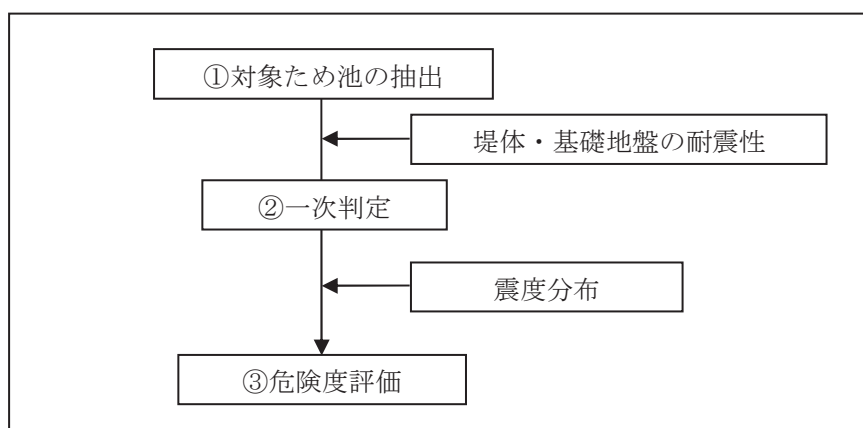 ①対象ため池の抽出
堤体・基礎地盤の耐震性
②一次判定
震度分布
③危険度評価